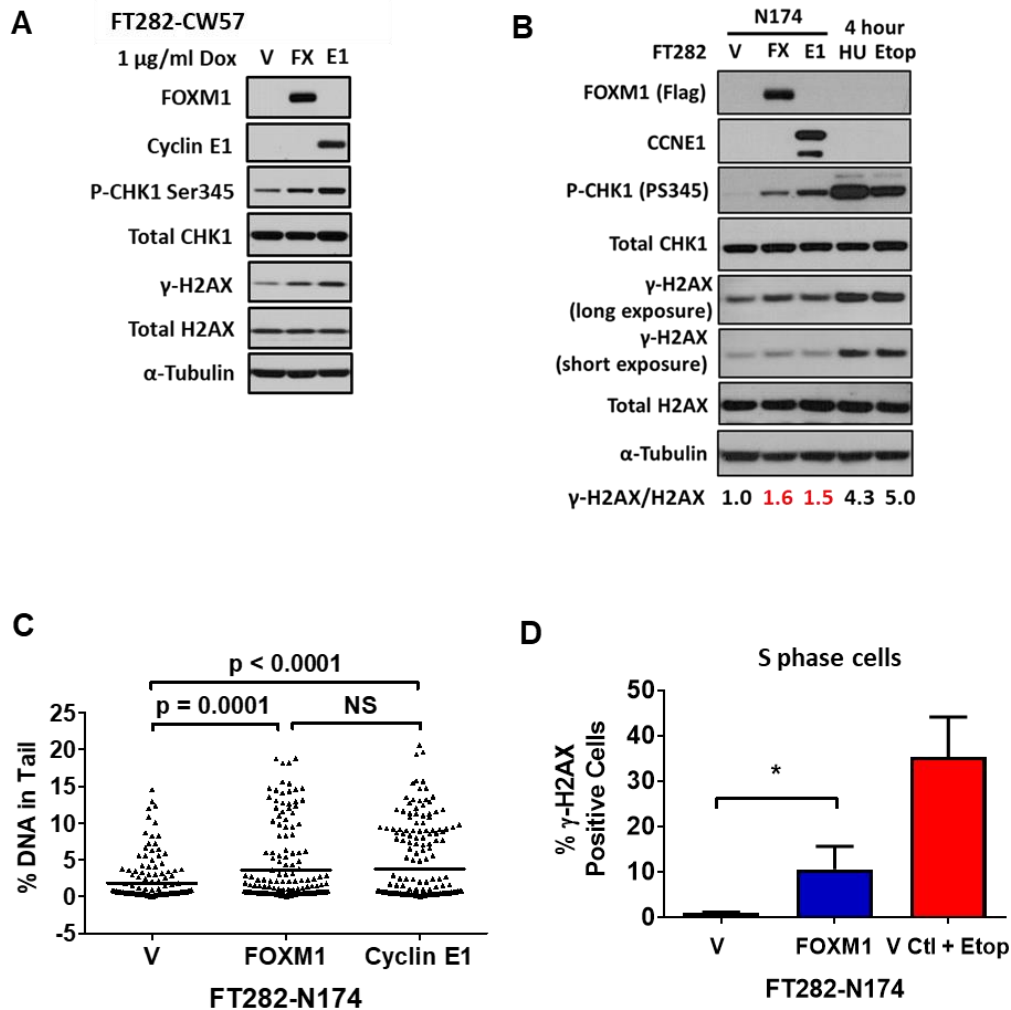 A
FT282-CW57
1 µg/ml Dox V FX E1
FOXM1
Cyclin E1
P-CHK1 Ser345
Total CHK1
γ-H2AX
Total H2AX
α-Tubulin
B
N174 4 hour
FT282 V FX E1 HU Etop
FOXM1 (Flag)
CCNE1
P-CHK1 (PS345)
Total CHK1
γ-H2AX
(long exposure)
γ-H2AX
(short exposure)
Total H2AX
α-Tubulin
γ-H2AX/H2AX 1.0 1.6 1.5 4.3 5.0
C
p < 0.0001
p = 0.0001 NS
% DNA in Tail
25
20
15
10
5
0
-5
V FOXM1 Cyclin E1
FT282-N174
D
S phase cells
% γ-H2AX
Positive Cells
50
40
30
20
10
0
*
V FOXM1 V Ctl + Etop
FT282-N174